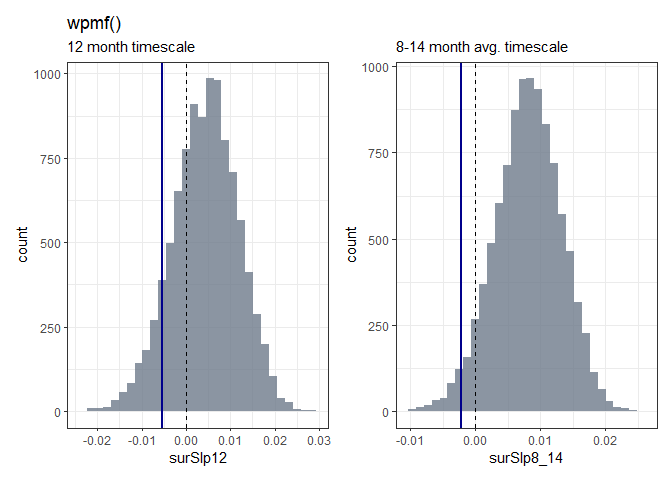 wpmf()
12 month timescale
1000
750
500
250
0
count
-0.02 -0.01 0.00 0.01 0.02 0.03
surSlp12
8-14 month avg. timescale
1000
750
500
250
0
count
-0.01 0.00 0.01 0.02
surSlp8_14